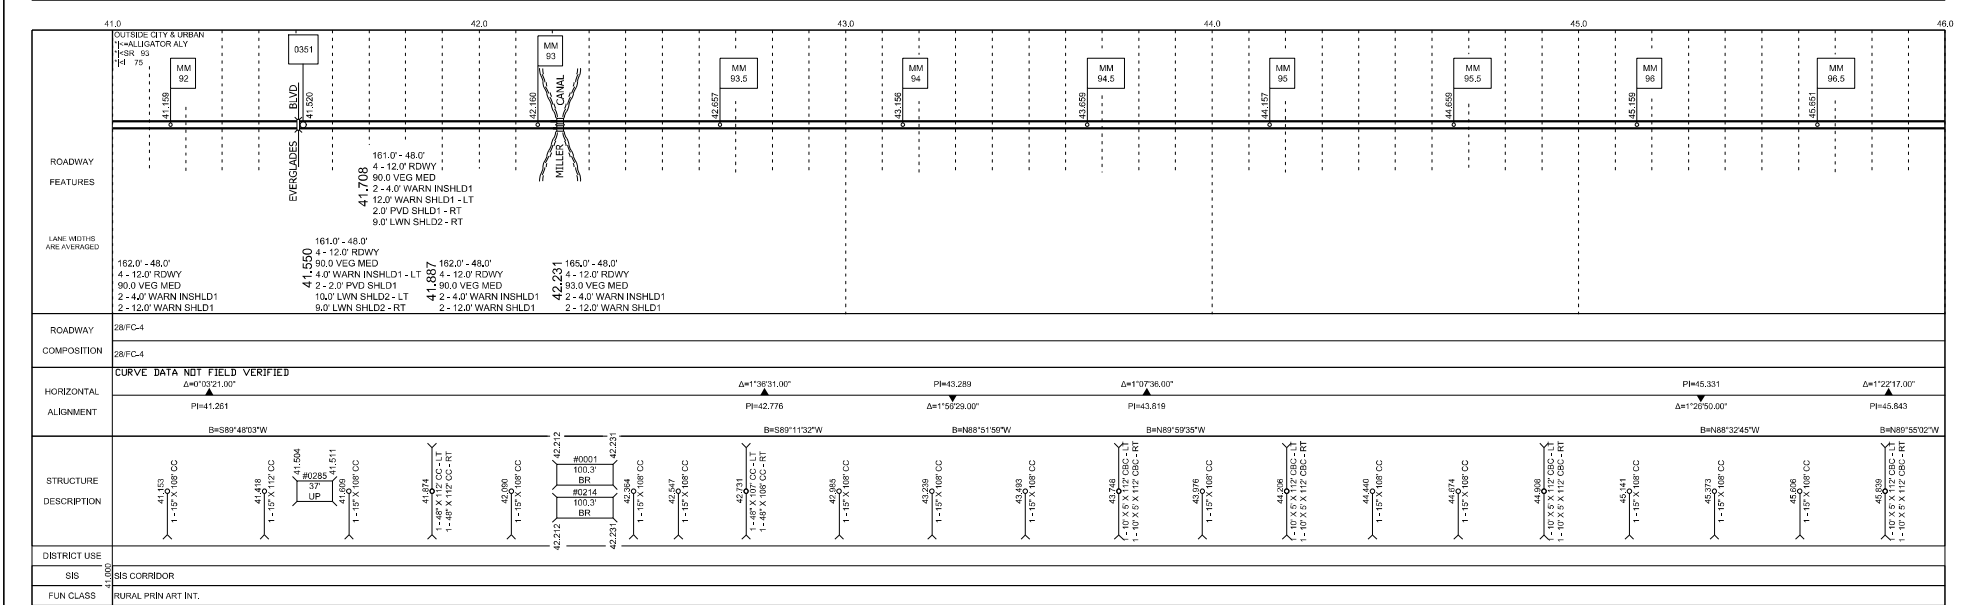 41.0
42.0
43.0
44.0
45.0
46.0
OUTSIDE CITY & URBAN
*|<=ALLIGATOR ALY
*|<SR 93
*|<I 75
MM
92
0351
MM
93
MM
93.5
MM
94
MM
94.5
MM
95
MM
95.5
MM
96
MM
96.5
41.159
EVERGLADES BLVD
41.520
42.160
MILLER CANAL
42.657
43.156
43.659
44.157
44.659
45.159
45.651
ROADWAY
FEATURES
LANE WIDTHS
ARE AVERAGED
41.708
161.0' - 48.0'
4 - 12.0' RDWY
90.0 VEG MED
2 - 4.0' WARN INSHLD1
12.0' WARN SHLD1 - LT
2.0' PVD SHLD1 - RT
9.0' LWN SHLD2 - RT
162.0' - 48.0'
4 - 12.0' RDWY
90.0 VEG MED
2 - 4.0' WARN INSHLD1
2 - 12.0' WARN SHLD1
41.550
161.0' - 48.0'
4 - 12.0' RDWY
90.0 VEG MED
4.0' WARN INSHLD1 - LT
2 - 2.0' PVD SHLD1
10.0' LWN SHLD2 - LT
9.0' LWN SHLD2 - RT
41.887
162.0' - 48.0'
4 - 12.0' RDWY
90.0 VEG MED
2 - 4.0' WARN INSHLD1
2 - 12.0' WARN SHLD1
42.231
165.0' - 48.0'
4 - 12.0' RDWY
93.0 VEG MED
2 - 4.0' WARN INSHLD1
2 - 12.0' WARN SHLD1
ROADWAY
COMPOSITION
28/FC-4
28/FC-4
HORIZONTAL
ALIGNMENT
CURVE DATA NOT FIELD VERIFIED
Δ=0°03'21.00"
PI=41.261
B=S89°48'03"W
Δ=1°36'31.00"
PI=42.776
B=S89°11'32"W
PI=43.289
Δ=1°56'29.00"
B=N88°51'59"W
Δ=1°07'36.00"
PI=43.819
B=N89°59'35"W
PI=45.331
Δ=1°26'50.00"
B=N88°32'45"W
Δ=1°22'17.00"
PI=45.843
B=N89°55'02"W
STRUCTURE
DESCRIPTION
41.153
1 - 15" X 108' CC
41.418
1 - 15" X 112' CC
41.504
41.511
#0285
37'
UP
41.609
1 - 15" X 108' CC
41.874
1 - 48" X 112' CC - LT
1 - 48" X 112' CC - RT
42.090
1 - 15" X 108' CC
42.212
42.231
#0001
100.3'
BR
#0214
100.3'
BR
42.212
42.231
42.364
1 - 15" X 108' CC
42.547
1 - 15" X 108' CC
42.731
1 - 48" X 107' CC - LT
1 - 48" X 108' CC - RT
42.985
1 - 15" X 108' CC
43.239
1 - 15" X 108' CC
43.493
1 - 15" X 108' CC
43.748
1 - 10' X 5' X 112' CBC - LT
1 - 10' X 5' X 112' CBC - RT
43.976
1 - 15" X 108' CC
44.206
1 - 10' X 5' X 112' CBC - LT
1 - 10' X 5' X 112' CBC - RT
44.440
1 - 15" X 108' CC
44.674
1 - 15" X 108' CC
44.908
1 - 10' X 5' X 112' CBC - LT
1 - 10' X 5' X 112' CBC - RT
45.141
1 - 15" X 108' CC
45.373
1 - 15" X 108' CC
45.606
1 - 15" X 108' CC
45.839
1 - 10' X 5' X 112' CBC - LT
1 - 10' X 5' X 112' CBC - RT
DISTRICT USE
SIS
41.000
SIS CORRIDOR
FUN CLASS
RURAL PRIN ART INT.